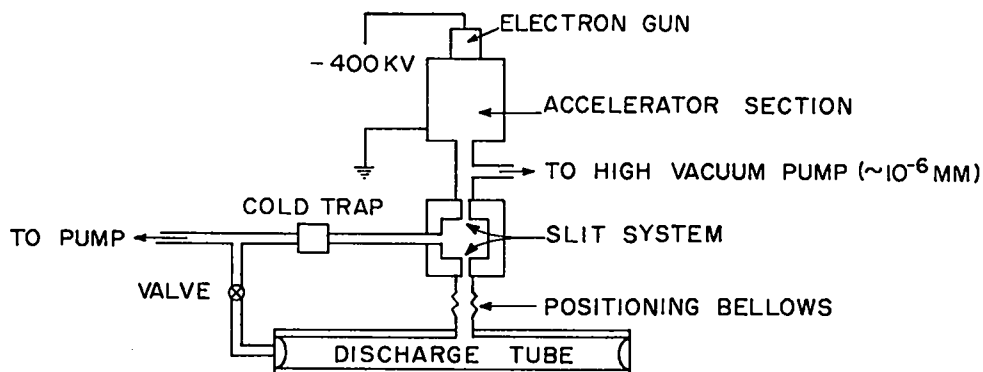 ELECTRON GUN
-400KV
ACCELERATOR SECTION
TO HIGH VACUUM PUMP (~10⁻⁶ MM)
COLD TRAP
TO PUMP
SLIT SYSTEM
VALVE
POSITIONING BELLOWS
DISCHARGE TUBE